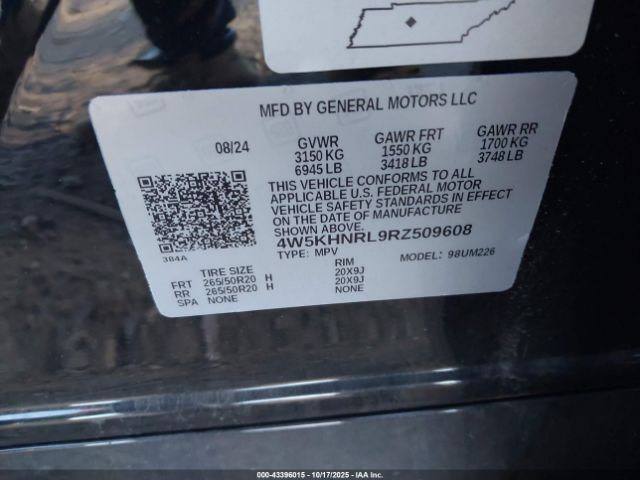 MFD BY GENERAL MOTORS LLC
08/24 GVWR GAWR FRT GAWR RR
3150 KG 1550 KG 1700 KG
6945 LB 3418 LB 3748 LB
THIS VEHICLE CONFORMS TO ALL
APPLICABLE U.S. FEDERAL MOTOR
VEHICLE SAFETY STANDARDS IN EFFECT
ON THE DATE OF MANUFACTURE
SHOWN ABOVE.
4W5KHNRL9RZ509608
384A
TYPE: MPV MODEL: 98UM226
TIRE SIZE RIM
FRT 265/50R20 H 20X9J
RR 265/50R20 H 20X9J
SPA NONE NONE
000-43396015 - 10/17/2025 - IAAI.com